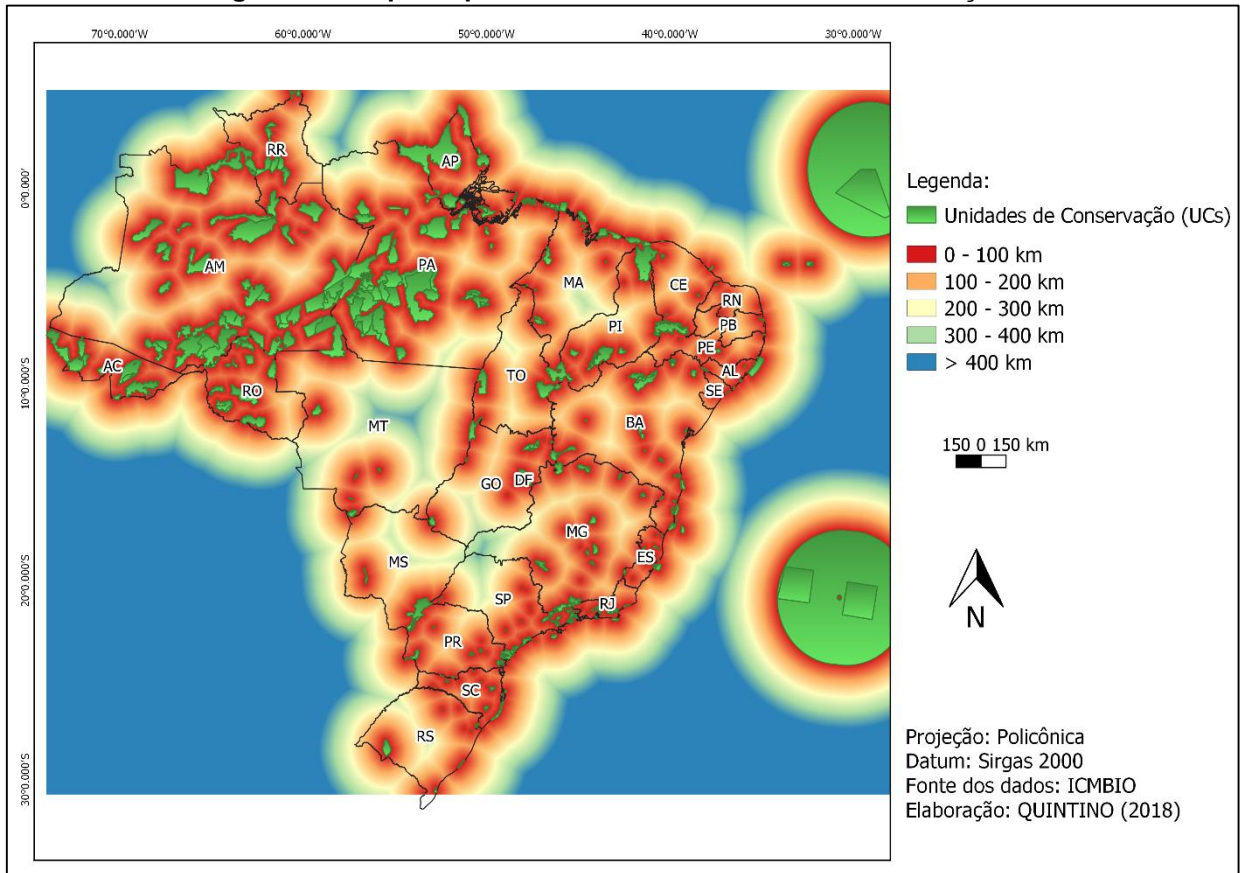 70°0.000'W 60°0.000'W 50°0.000'W 40°0.000'W 30°0.000'W
0°0.000'
10°0.000'S
20°0.000'S
30°0.000'S
RR
AP
AM
PA
MA
CE
RN
PB
PI
PE
AC
AL
TO
SE
RO
BA
MT
GO
DF
MG
ES
MS
SP
RJ
PR
SC
RS
Legenda:
Unidades de Conservação (UCs)
0 - 100 km
100 - 200 km
200 - 300 km
300 - 400 km
> 400 km
150 0 150 km
N
Projeção: Policônica
Datum: Sirgas 2000
Fonte dos dados: ICMBIO
Elaboração: QUINTINO (2018)